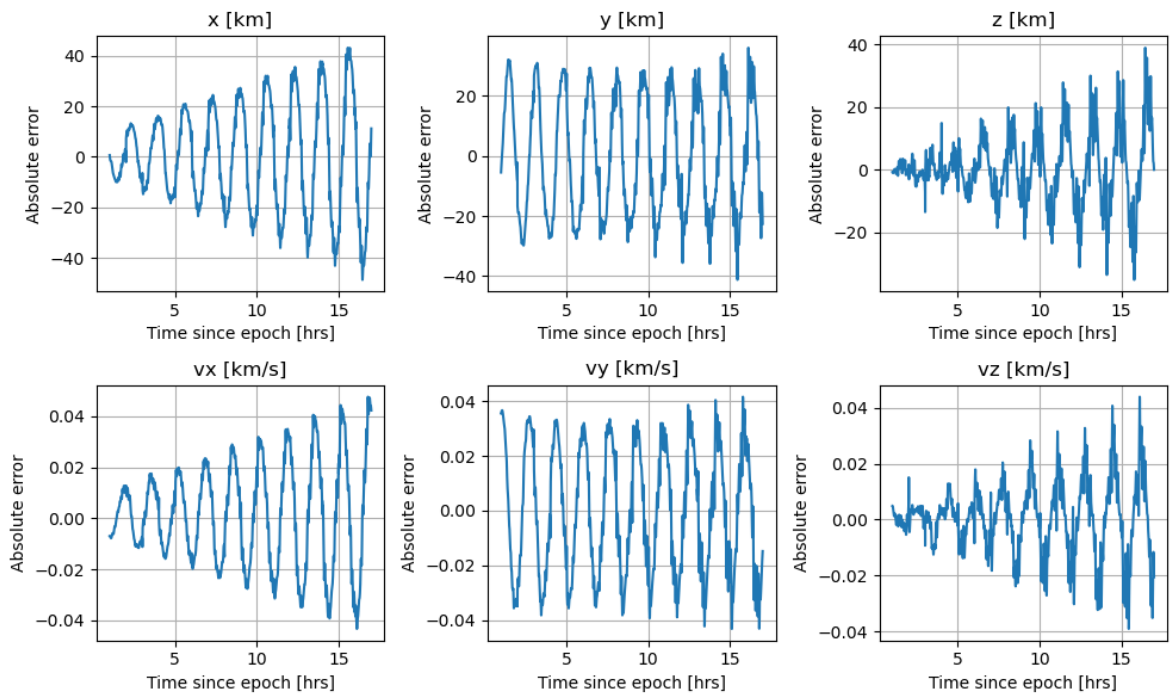 x [km]
y [km]
z [km]
Absolute error
40
20
0
−20
−40
5
10
15
Time since epoch [hrs]
Absolute error
20
0
−20
−40
5
10
15
Time since epoch [hrs]
Absolute error
40
20
0
−20
5
10
15
Time since epoch [hrs]
vx [km/s]
vy [km/s]
vz [km/s]
Absolute error
0.04
0.02
0.00
−0.02
−0.04
5
10
15
Time since epoch [hrs]
Absolute error
0.04
0.02
0.00
−0.02
−0.04
5
10
15
Time since epoch [hrs]
Absolute error
0.04
0.02
0.00
−0.02
−0.04
5
10
15
Time since epoch [hrs]